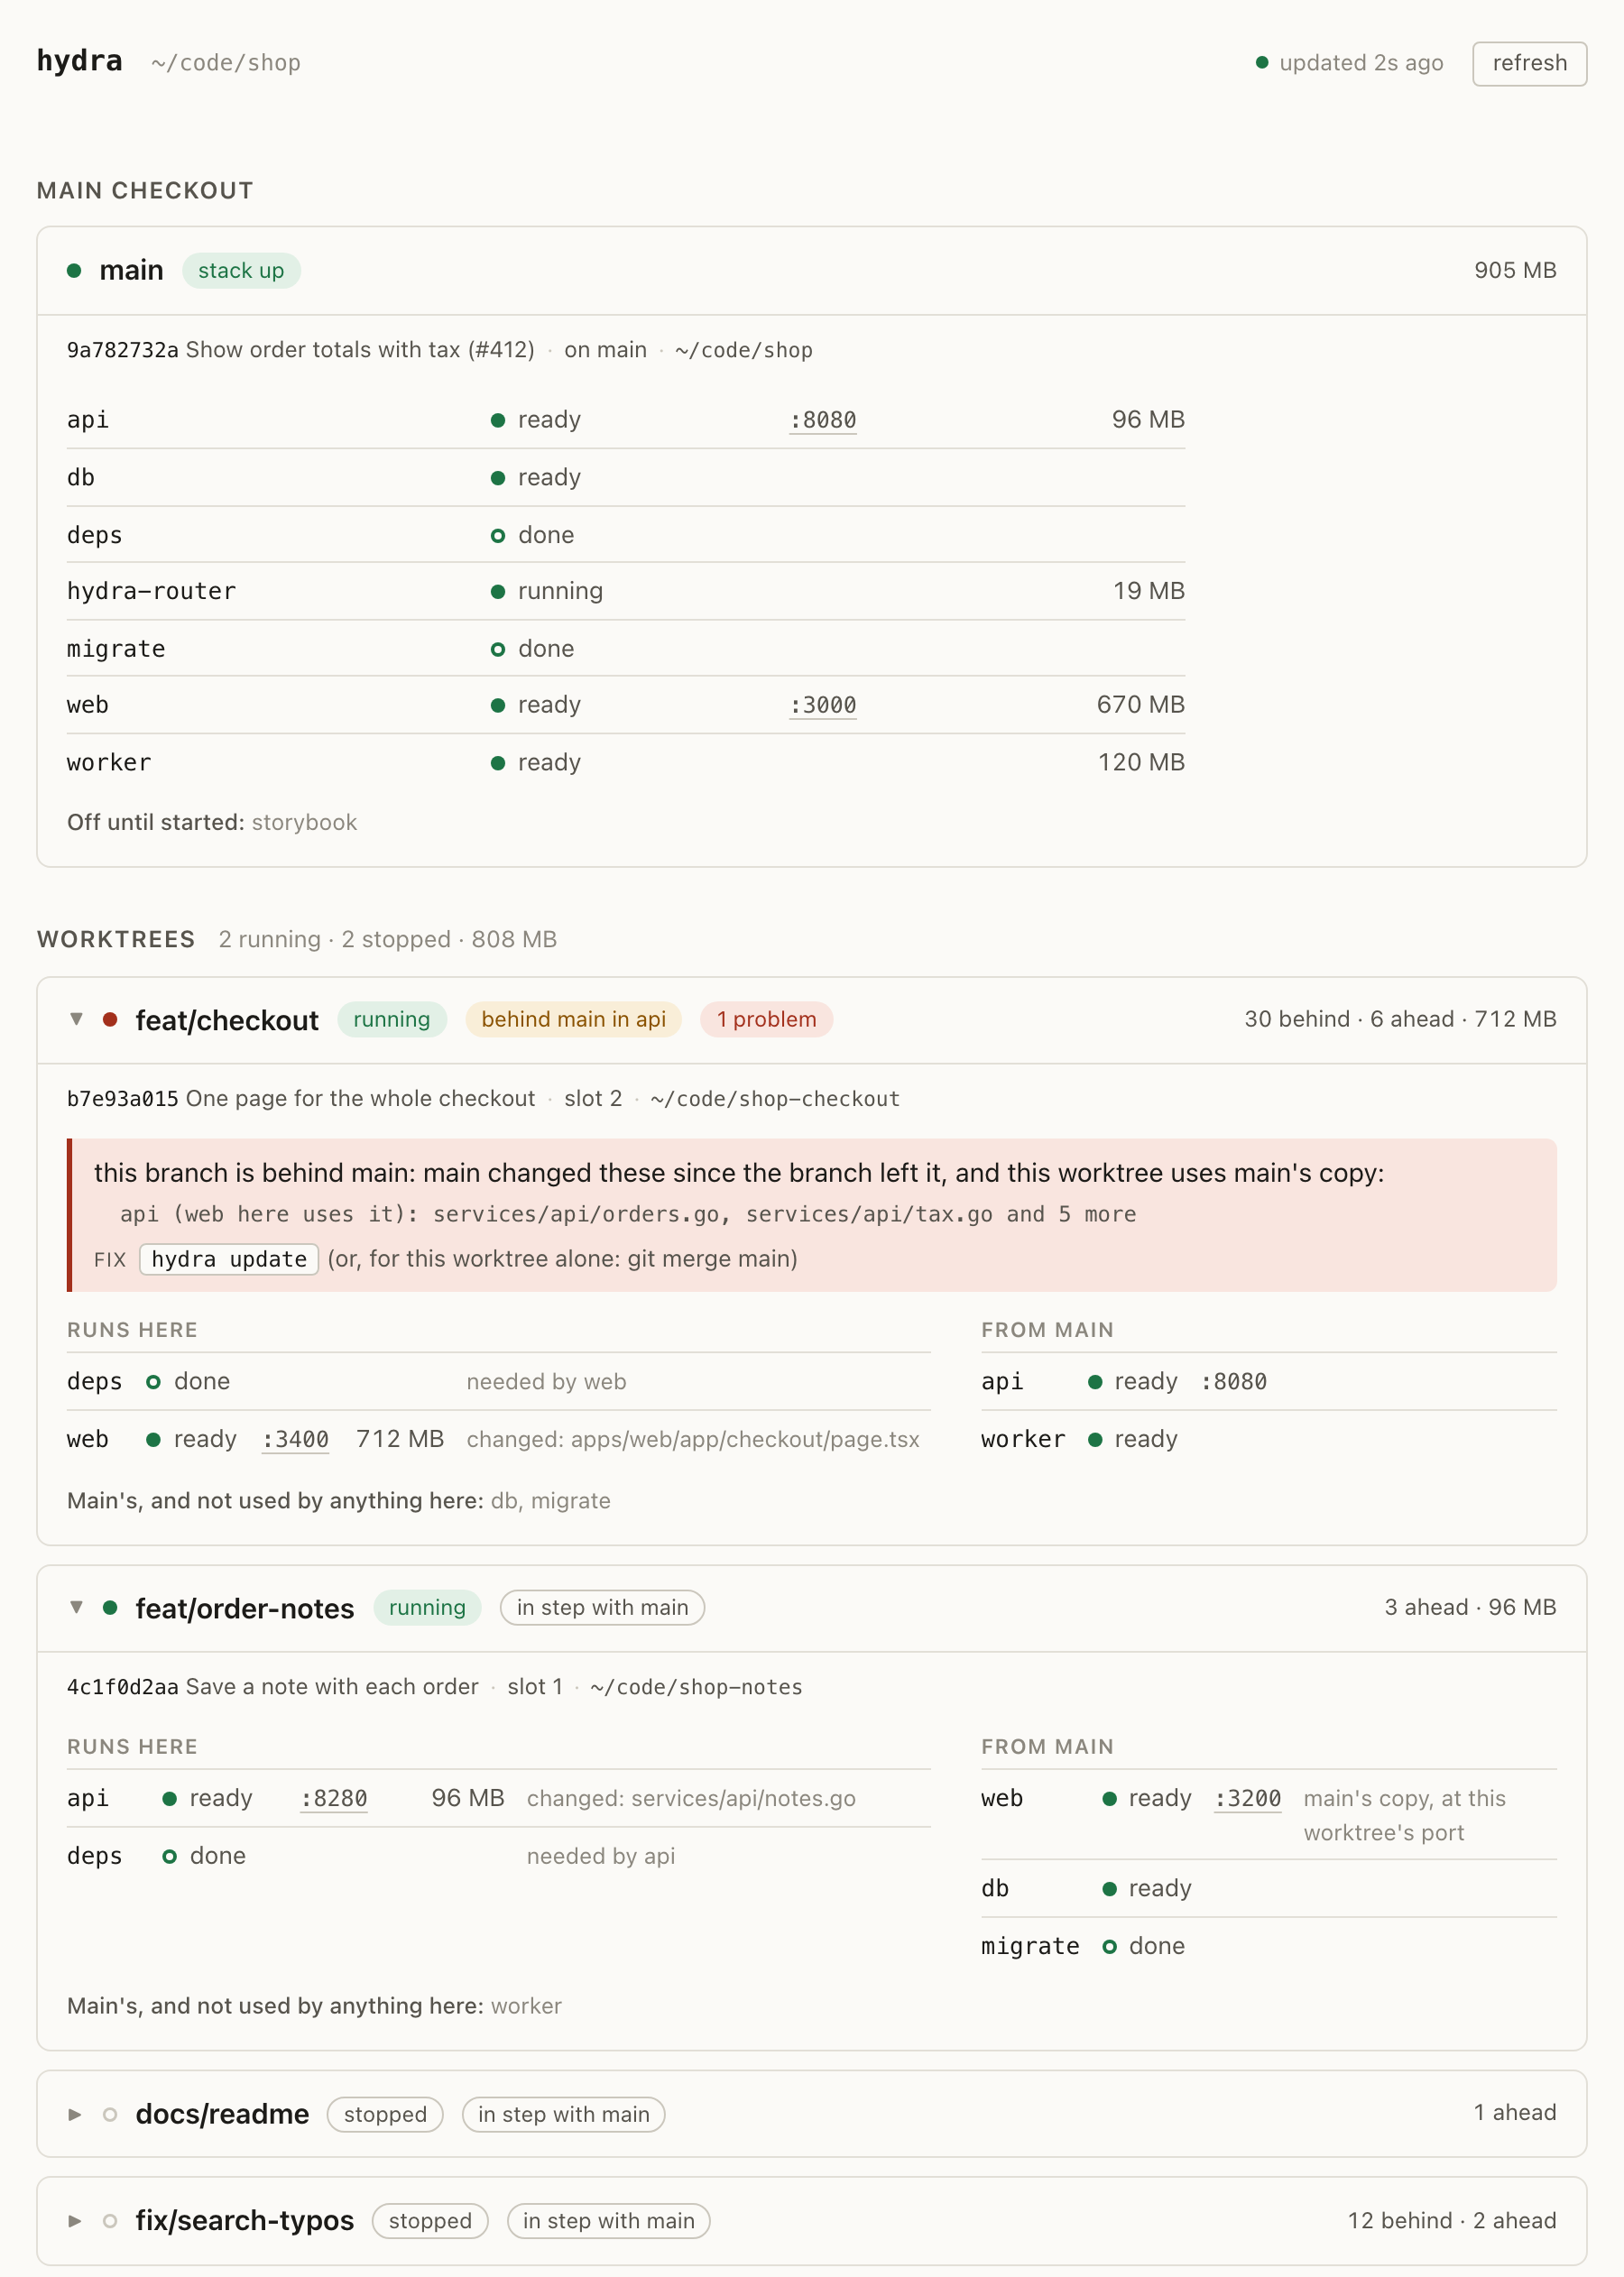 hydra ~/code/shop updated 2s ago refresh
MAIN CHECKOUT
main stack up 905 MB
9a782732a Show order totals with tax (#412) · on main · ~/code/shop
api ready :8080 96 MB
db ready
deps done
hydra-router running 19 MB
migrate done
web ready :3000 670 MB
worker ready 120 MB
Off until started: storybook
WORKTREES 2 running · 2 stopped · 808 MB
feat/checkout running behind main in api 1 problem 30 behind · 6 ahead · 712 MB
b7e93a015 One page for the whole checkout · slot 2 · ~/code/shop-checkout
this branch is behind main: main changed these since the branch left it, and this worktree uses main's copy:
api (web here uses it): services/api/orders.go, services/api/tax.go and 5 more
FIX hydra update (or, for this worktree alone: git merge main)
RUNS HERE
deps done needed by web
web ready :3400 712 MB changed: apps/web/app/checkout/page.tsx
FROM MAIN
api ready :8080
worker ready
Main's, and not used by anything here: db, migrate
feat/order-notes running in step with main 3 ahead · 96 MB
4c1f0d2aa Save a note with each order · slot 1 · ~/code/shop-notes
RUNS HERE
api ready :8280 96 MB changed: services/api/notes.go
deps done needed by api
FROM MAIN
web ready :3200 main's copy, at this
worktree's port
db ready
migrate done
Main's, and not used by anything here: worker
docs/readme stopped in step with main 1 ahead
fix/search-typos stopped in step with main 12 behind · 2 ahead